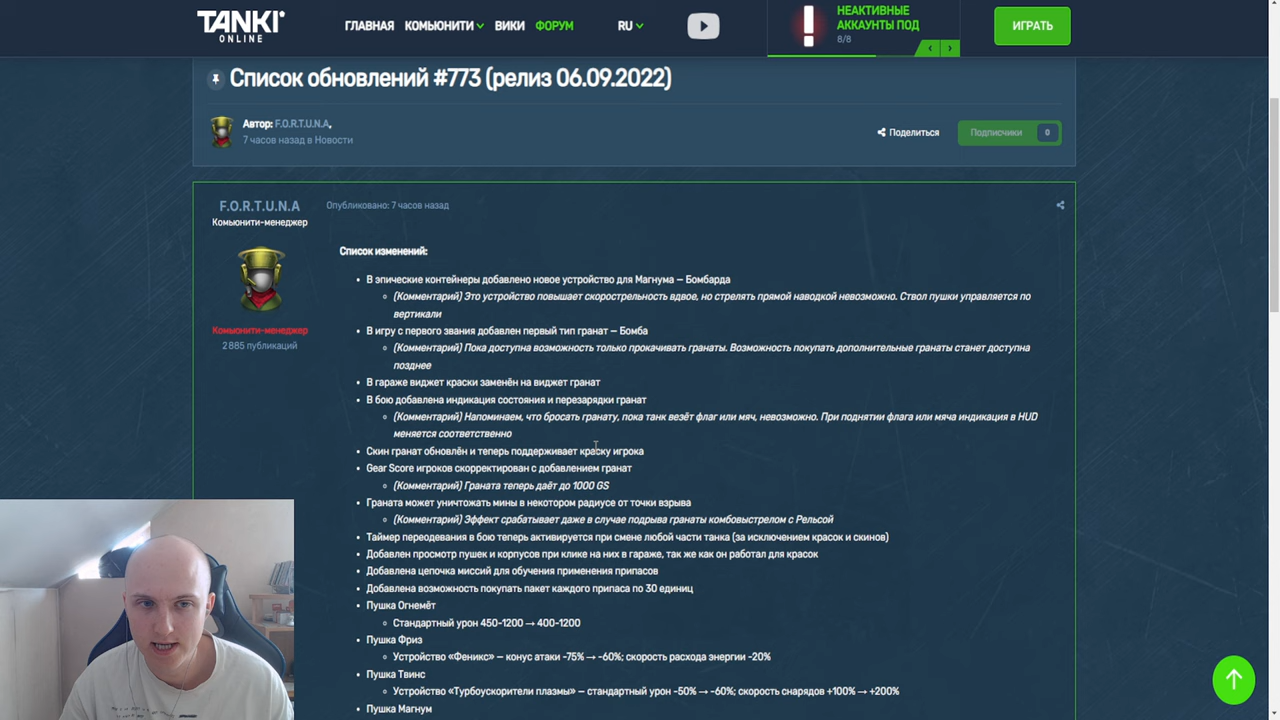 TANKI
ONLINE
ГЛАВНАЯ
КОМЬЮНИТИ
ВИКИ
ФОРУМ
RU
НЕАКТИВНЫЕ
АККАУНТЫ ПОД
8/8
ИГРАТЬ
Список обновлений #773 (релиз 06.09.2022)
Автор: F.O.R.T.U.N.A,
7 часов назад в Новости
Поделиться
Подписчики 0
F.O.R.T.U.N.A
Комьюнити-менеджер
Комьюнити-менеджер
2 885 публикаций
Опубликовано: 7 часов назад
Список изменений:
В эпические контейнеры добавлено новое устройство для Магнума — Бомбарда
(Комментарий) Это устройство повышает скорострельность вдвое, но стрелять прямой наводкой невозможно. Ствол пушки управляется по
вертикали
В игру с первого звания добавлен первый тип гранат — Бомба
(Комментарий) Пока доступна возможность только прокачивать гранаты. Возможность покупать дополнительные гранаты станет доступна
позднее
В гараже виджет краски заменён на виджет гранат
В бою добавлена индикация состояния и перезарядки гранат
(Комментарий) Напоминаем, что бросать гранату, пока танк везёт флаг или мяч, невозможно. При поднятии флага или мяча индикация в HUD
меняется соответственно
Скин гранат обновлён и теперь поддерживает краску игрока
Gear Score игроков скорректирован с добавлением гранат
(Комментарий) Граната теперь даёт до 1000 GS
Граната может уничтожать мины в некотором радиусе от точки взрыва
(Комментарий) Эффект срабатывает даже в случае подрыва гранаты комбовыстрелом с Рельсой
Таймер переодевания в бою теперь активируется при смене любой части танка (за исключением красок и скинов)
Добавлен просмотр пушек и корпусов при клике на них в гараже, так же как он работал для красок
Добавлена цепочка миссий для обучения применения припасов
Добавлена возможность покупать пакет каждого припаса по 30 единиц
Пушка Огнемёт
Стандартный урон 450-1200 → 400-1200
Пушка Фриз
Устройство «Феникс» — конус атаки -75% → -60%; скорость расхода энергии -20%
Пушка Твинс
Устройство «Турбоускорители плазмы» — стандартный урон -50% → -60%; скорость снарядов +100% → +200%
Пушка Магнум